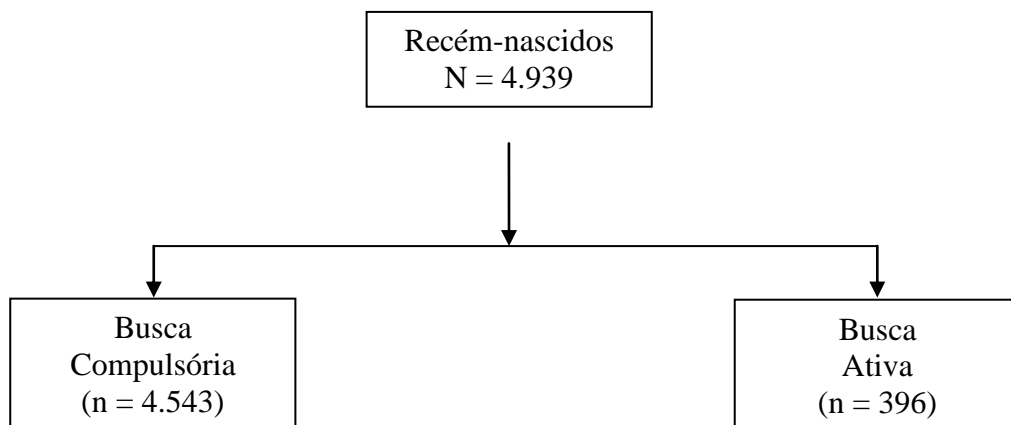 Recém-nascidos
N = 4.939
Busca
Compulsória
(n = 4.543)
Busca
Ativa
(n = 396)